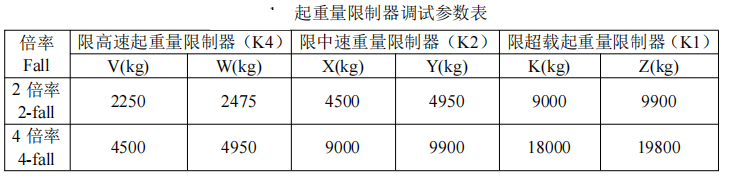 起重量限制器调试参数表
倍率 限高速起重量限制器（K4） 限中速重量限制器（K2） 限超载起重量限制器（K1）
Fall V(kg) W(kg) X(kg) Y(kg) K(kg) Z(kg)
2 倍率
2-fall 2250 2475 4500 4950 9000 9900
4 倍率
4-fall 4500 4950 9000 9900 18000 19800